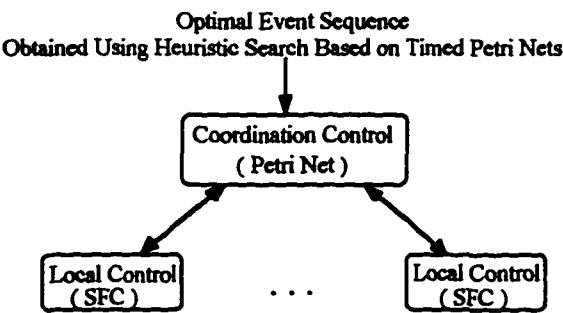 Optimal Event Sequence
Obtained Using Heuristic Search Based on Timed Petri Nets
Coordination Control
( Petri Net )
Local Control
( SFC )
. . .
Local Control
( SFC )